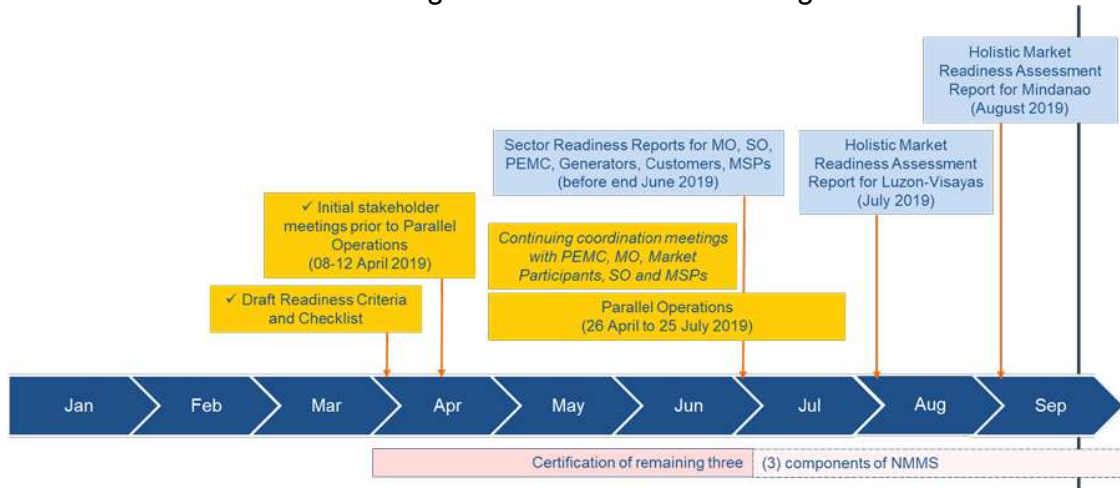 Holistic Market
Readiness Assessment
Report for Mindanao
(August 2019)
Sector Readiness Reports for MO, SO,
PEMC, Generators, Customers, MSPs
(before end June 2019)
Holistic Market
Readiness Assessment
Report for Luzon-Visayas
(July 2019)
✓ Initial stakeholder
meetings prior to Parallel
Operations
(08-12 April 2019)
Continuing coordination meetings
with PEMC, MO, Market
Participants, SO and MSPs
✓ Draft Readiness Criteria
and Checklist
Parallel Operations
(26 April to 25 July 2019)
Jan Feb Mar Apr May Jun Jul Aug Sep
Certification of remaining three (3) components of NMMS